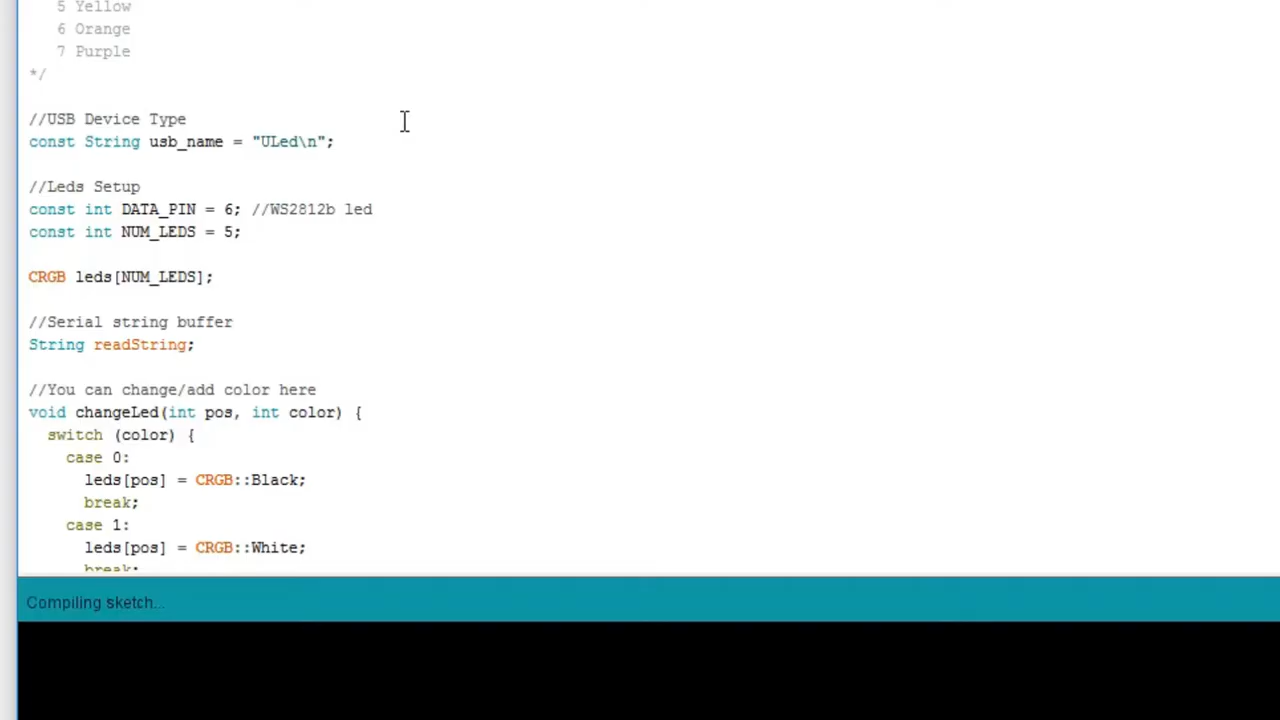 5 Yellow
6 Orange
7 Purple
*/
//USB Device Type
const String usb_name = "ULed\n";
//Leds Setup
const int DATA_PIN = 6; //WS2812b led
const int NUM_LEDS = 5;
CRGB leds[NUM_LEDS];
//Serial string buffer
String readString;
//You can change/add color here
void changeLed(int pos, int color) {
switch (color) {
case 0:
leds[pos] = CRGB::Black;
break;
case 1:
leds[pos] = CRGB::White;
break;
Compiling sketch...